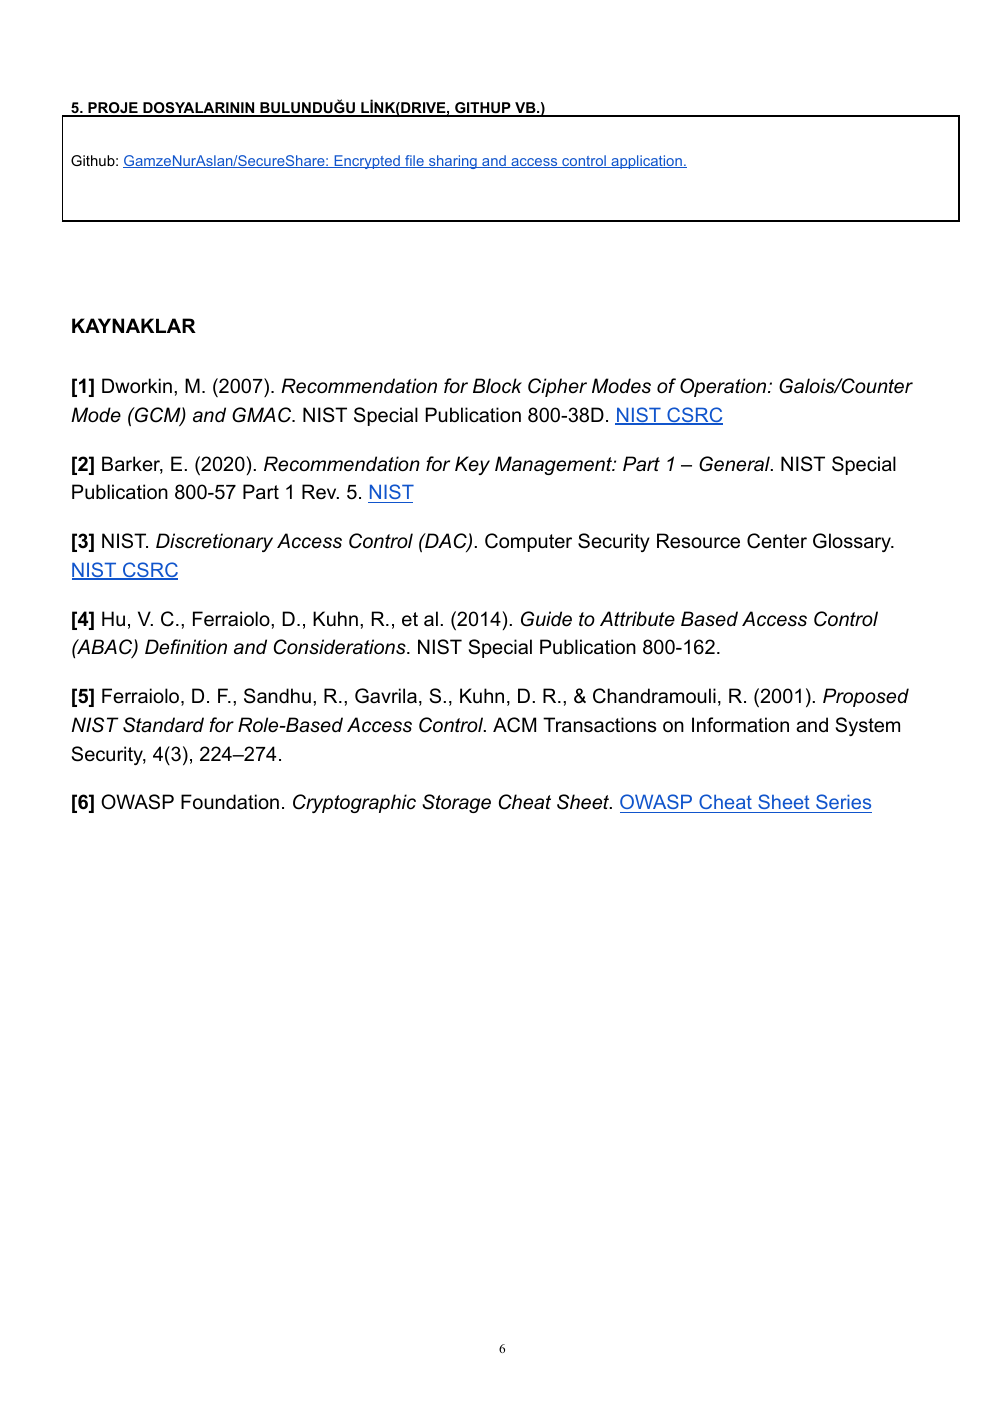 5. PROJE DOSYALARININ BULUNDUĞU LİNK(DRIVE, GITHUP VB.)
Github: GamzeNurAslan/SecureShare: Encrypted file sharing and access control application.
KAYNAKLAR
[1] Dworkin, M. (2007). Recommendation for Block Cipher Modes of Operation: Galois/Counter
Mode (GCM) and GMAC. NIST Special Publication 800-38D. NIST CSRC
[2] Barker, E. (2020). Recommendation for Key Management: Part 1 – General. NIST Special
Publication 800-57 Part 1 Rev. 5. NIST
[3] NIST. Discretionary Access Control (DAC). Computer Security Resource Center Glossary.
NIST CSRC
[4] Hu, V. C., Ferraiolo, D., Kuhn, R., et al. (2014). Guide to Attribute Based Access Control
(ABAC) Definition and Considerations. NIST Special Publication 800-162.
[5] Ferraiolo, D. F., Sandhu, R., Gavrila, S., Kuhn, D. R., & Chandramouli, R. (2001). Proposed
NIST Standard for Role-Based Access Control. ACM Transactions on Information and System
Security, 4(3), 224–274.
[6] OWASP Foundation. Cryptographic Storage Cheat Sheet. OWASP Cheat Sheet Series
6